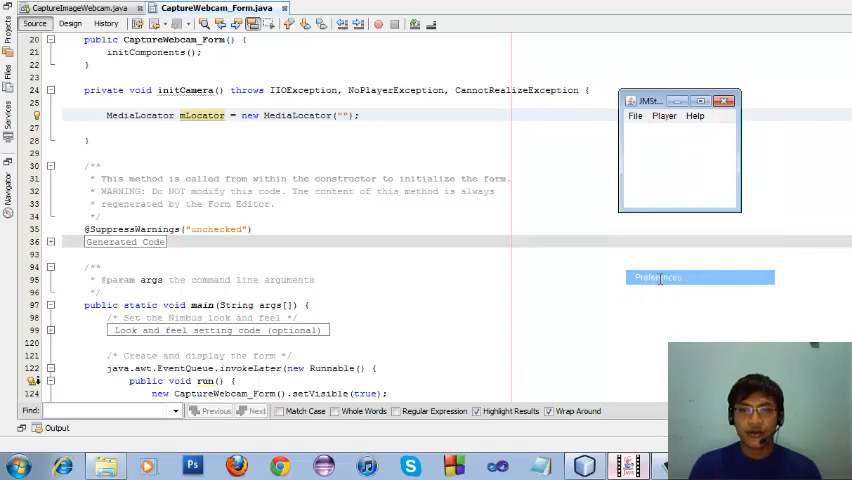 CaptureImageWebcam.java
CaptureWebcam_Form.java
Source
Design
History
20 public CaptureWebcam_Form() {
21 initComponents();
22 }
23
24 private void initCamera() throws IIOException, NoPlayerException, CannotRealizeException {
25
MediaLocator mLocator = new MediaLocator("");
27
28 }
29
30 /**
31 * This method is called from within the constructor to initialize the form.
32 * WARNING: Do NOT modify this code. The content of this method is always
33 * regenerated by the Form Editor.
34 */
35 @SuppressWarnings("unchecked")
36 Generated Code
93
94 /**
95 * @param args the command line arguments
96 */
97 public static void main(String args[]) {
98 /* Set the Nimbus look and feel */
99 Look and feel setting code (optional)
120
121 /* Create and display the form */
122 java.awt.EventQueue.invokeLater(new Runnable() {
public void run() {
124 new CaptureWebcam_Form().setVisible(true);
Projects
Files
Services
Navigator
JMSt...
File Player Help
Preferences...
Find:
Previous
Next
Match Case
Whole Words
Regular Expression
Highlight Results
Wrap Around
Output
Ps